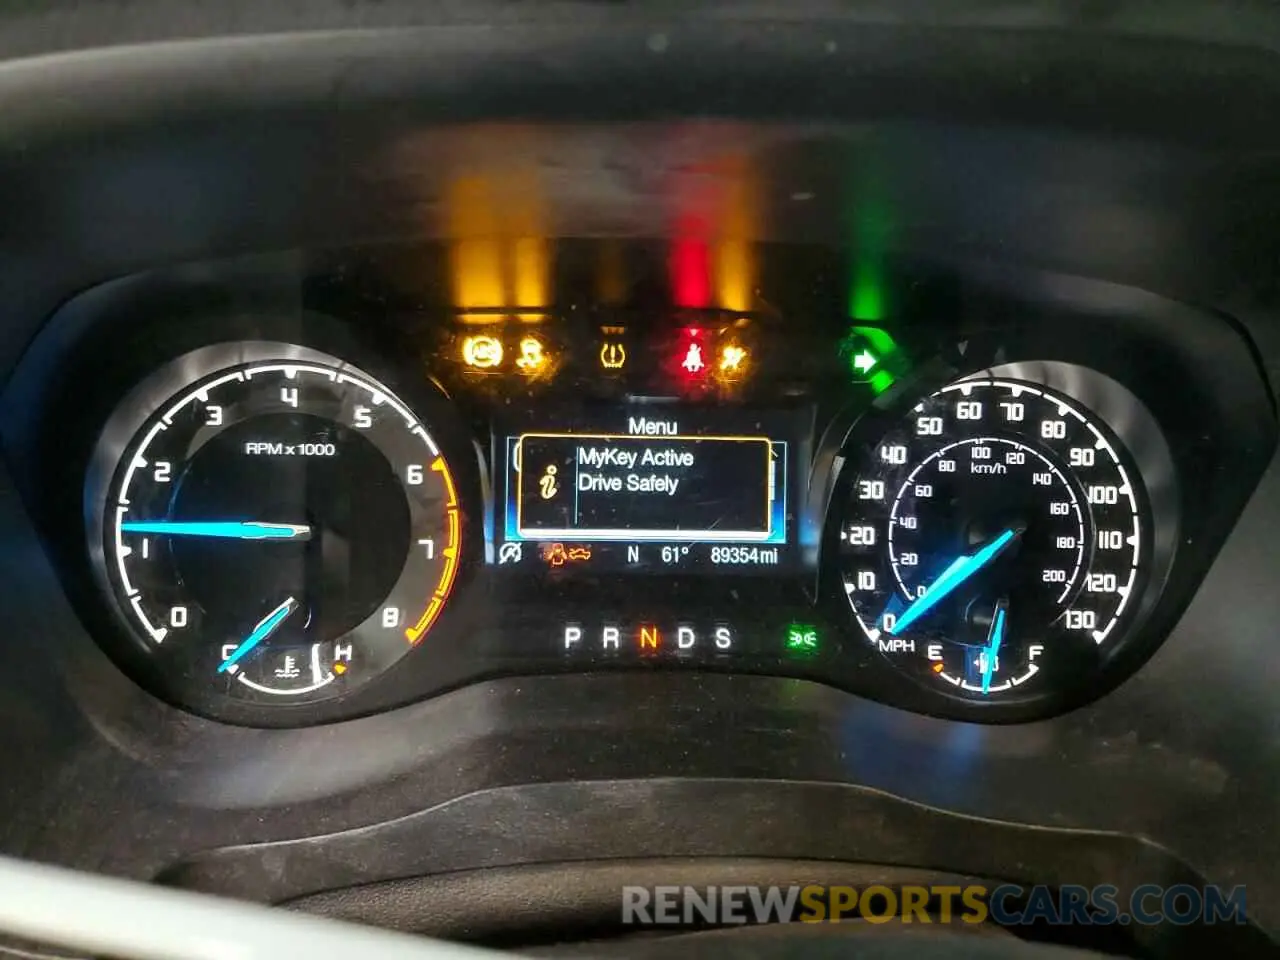 ABS
Menu
MyKey Active
Drive Safely
N 61° 89354mi
P R N D S
RPM x 1000
0 1 2 3 4 5 6 7 8
C H
0 10 20 30 40 50 60 70 80 90 100 110 120 130
MPH
0 20 40 60 80 100 120 140 160 180 200
km/h
E F
RENEWSPORTSCARS.COM